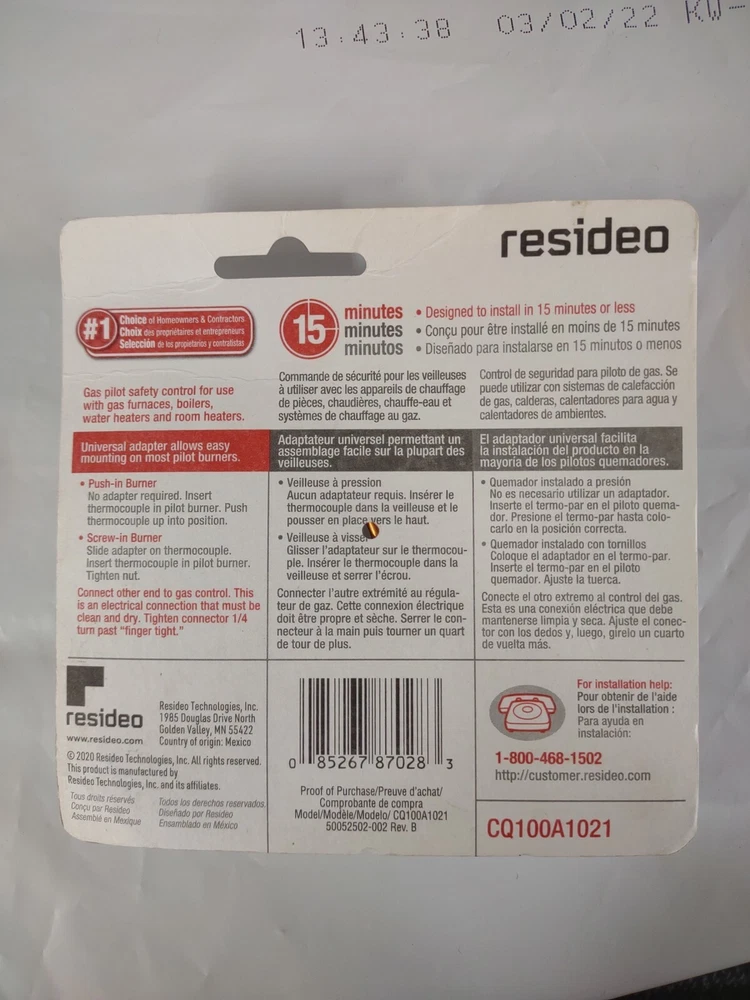 13:43:38 03/02/22 KW-
resideo
#1
Choice of Homeowners & Contractors
Choix des propriétaires et entrepreneurs
Selección de los propietarios y contratistas
15
minutes
minutes
minutos
• Designed to install in 15 minutes or less
• Conçu pour être installé en moins de 15 minutes
• Diseñado para instalarse en 15 minutos o menos
Gas pilot safety control for use
with gas furnaces, boilers,
water heaters and room heaters.
Universal adapter allows easy
mounting on most pilot burners.
• Push-in Burner
No adapter required. Insert
thermocouple in pilot burner. Push
thermocouple up into position.
• Screw-in Burner
Slide adapter on thermocouple.
Insert thermocouple in pilot burner.
Tighten nut.
Connect other end to gas control. This
is an electrical connection that must be
clean and dry. Tighten connector 1/4
turn past "finger tight."
Commande de sécurité pour les veilleuses
à utiliser avec les appareils de chauffage
de pièces, chaudières, chauffe-eau et
systèmes de chauffage au gaz.
Adaptateur universel permettant un
assemblage facile sur la plupart des
veilleuses.
• Veilleuse à pression
Aucun adaptateur requis. Insérer le
thermocouple dans la veilleuse et le
pousser en place vers le haut.
• Veilleuse à visser
Glisser l'adaptateur sur le thermocou-
ple. Insérer le thermocouple dans la
veilleuse et serrer l'écrou.
Connecter l'autre extrémité au régula-
teur de gaz. Cette connexion électrique
doit être propre et sèche. Serrer le con-
necteur à la main puis tourner un quart
de tour de plus.
Control de seguridad para piloto de gas. Se
puede utilizar con sistemas de calefacción
de gas, calderas, calentadores para agua y
calentadores de ambientes.
El adaptador universal facilita
la instalación del producto en la
mayoría de los pilotos quemadores.
• Quemador instalado a presión
No es necesario utilizar un adaptador.
Inserte el termo-par en el piloto quema-
dor. Presione el termo-par hasta colo-
carlo en la posición correcta.
• Quemador instalado con tornillos
Coloque el adaptador en el termo-par.
Inserte el termo-par en el piloto
quemador. Ajuste la tuerca.
Conecte el otro extremo al control del gas.
Esta es una conexión eléctrica que debe
mantenerse limpia y seca. Ajuste el conec-
tor con los dedos y, luego, gírelo un cuarto
de vuelta más.
resideo
www.resideo.com
Resideo Technologies, Inc.
1985 Douglas Drive North
Golden Valley, MN 55422
Country of origin: Mexico
© 2020 Resideo Technologies, Inc. All rights reserved.
This product is manufactured by
Resideo Technologies, Inc. and its affiliates.
Tous droits réservés
Conçu par Resideo
Assemblé en Mexique
Todos los derechos reservados.
Diseñado por Resideo
Ensamblado en México
0 85267 87028 3
Proof of Purchase/Preuve d'achat/
Comprobante de compra
Model/Modèle/Modelo/ CQ100A1021
50052502-002 Rev. B
For installation help:
Pour obtenir de l'aide
lors de l'installation :
Para ayuda en
instalación:
1-800-468-1502
http://customer.resideo.com
CQ100A1021